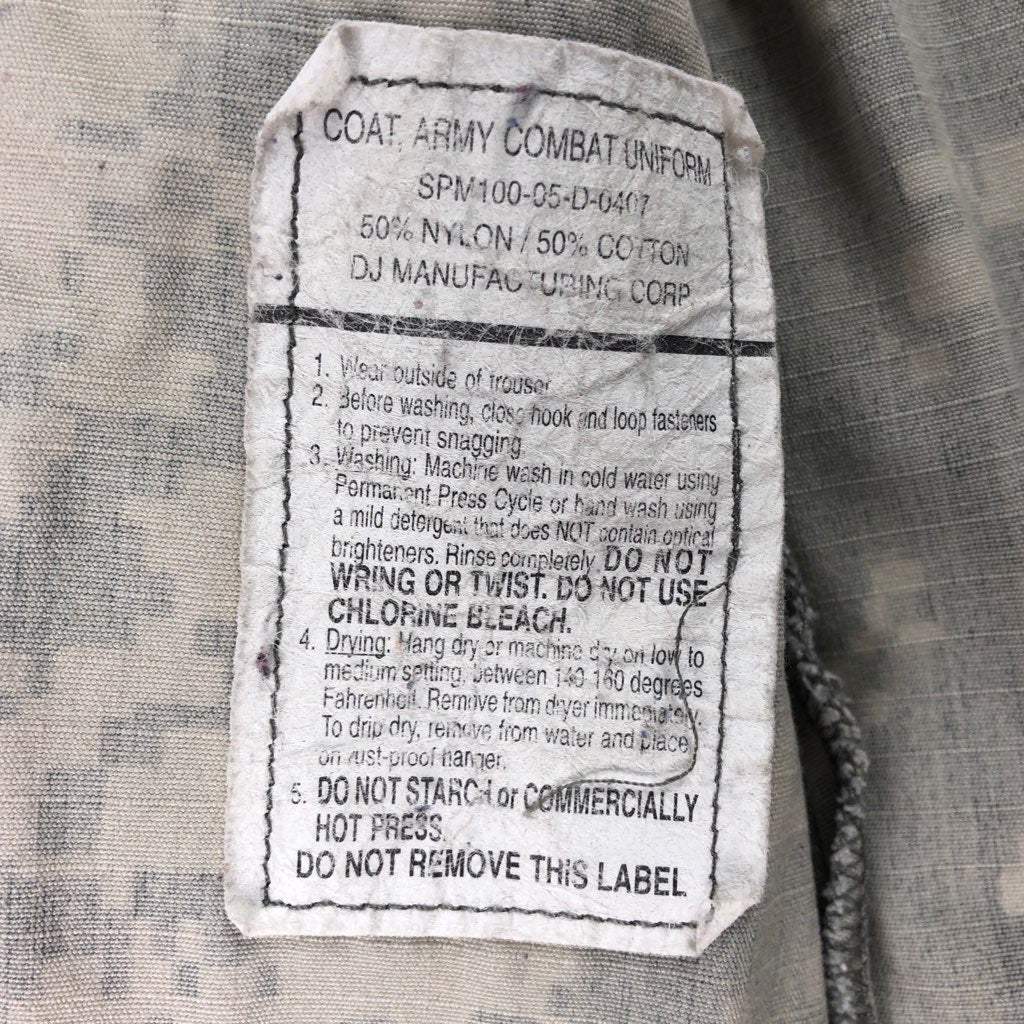 COAT, ARMY COMBAT UNIFORM
SPM100-05-D-0407
50% NYLON / 50% COTTON
DJ MANUFACTURING CORP
1. Wear outside of trouser
2. Before washing, close hook and loop fasteners
to prevent snagging
3. Washing: Machine wash in cold water using
Permanent Press Cycle or hand wash using
a mild detergent that does NOT contain optical
brighteners. Rinse completely. DO NOT
WRING OR TWIST. DO NOT USE
CHLORINE BLEACH.
4. Drying: Hang dry or machine dry on low to
medium setting, between 140-160 degrees
Fahrenheit. Remove from dryer immediately.
To drip dry, remove from water and place
on rust-proof hanger.
5. DO NOT STARCH or COMMERCIALLY
HOT PRESS.
DO NOT REMOVE THIS LABEL